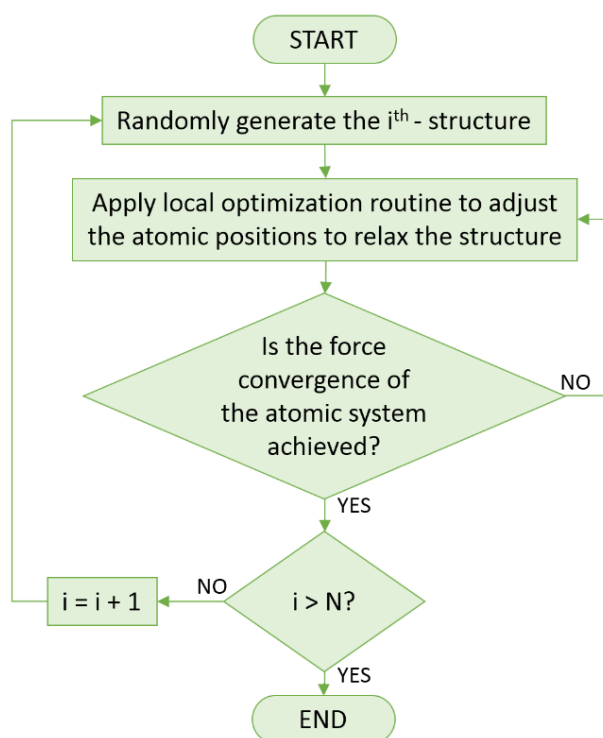 START
Randomly generate the iᵗʰ - structure
Apply local optimization routine to adjust
the atomic positions to relax the structure
Is the force
convergence of
the atomic system
achieved?
NO
YES
i > N?
NO
i = i + 1
YES
END